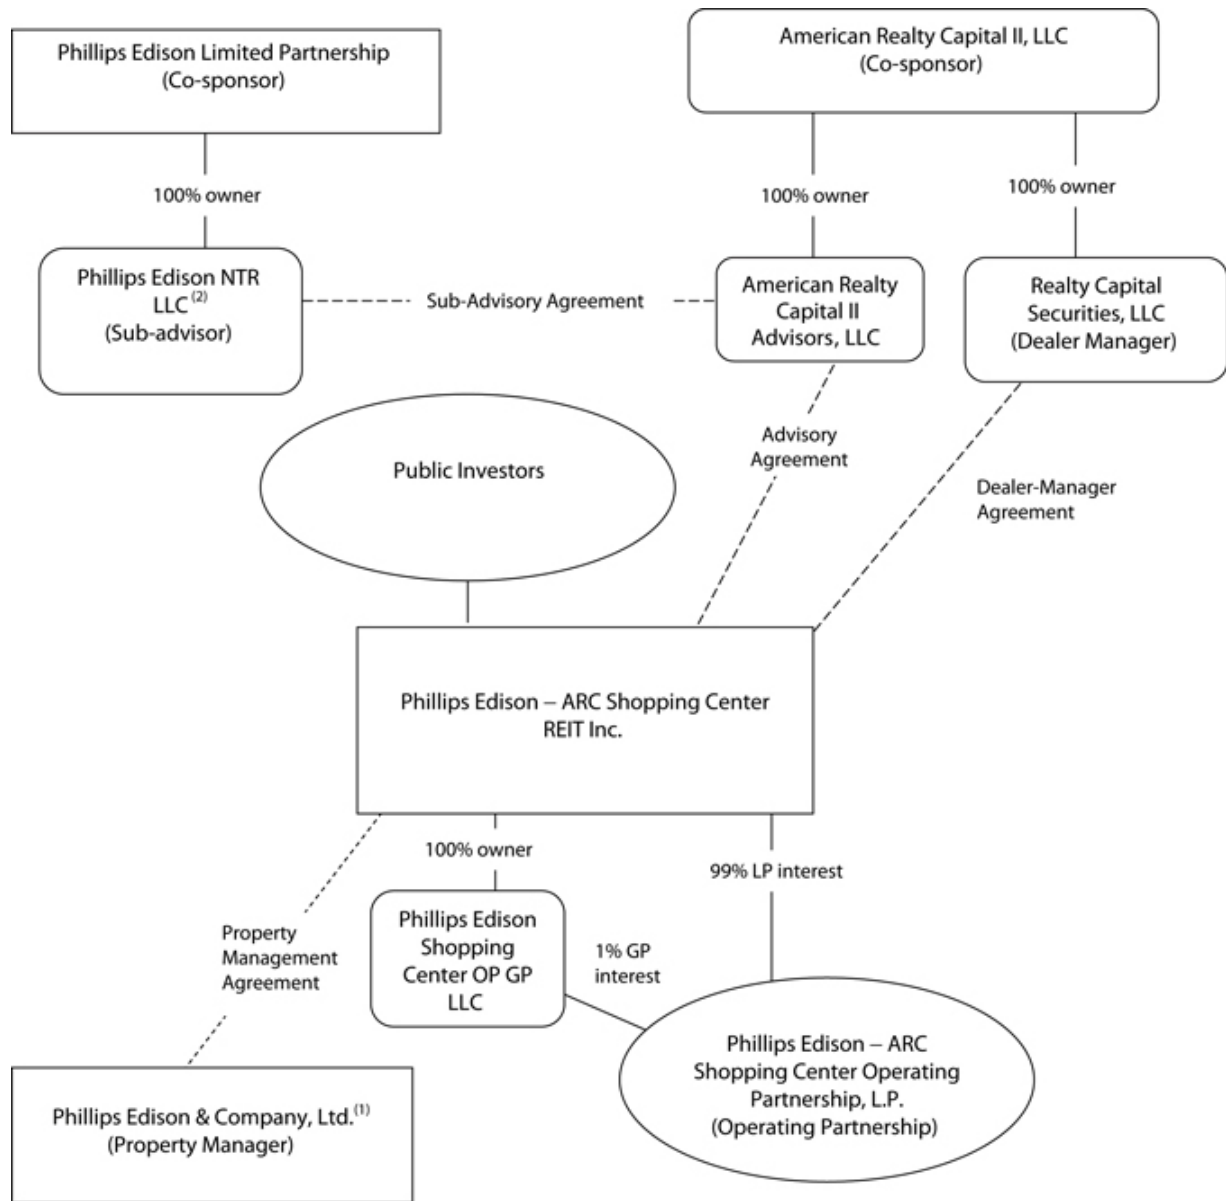 Phillips Edison Limited Partnership
(Co-sponsor)
American Realty Capital II, LLC
(Co-sponsor)
100% owner
100% owner
100% owner
Phillips Edison NTR
LLC (2)
(Sub-advisor)
Sub-Advisory Agreement
American Realty
Capital II
Advisors, LLC
Realty Capital
Securities, LLC
(Dealer Manager)
Public Investors
Advisory
Agreement
Dealer-Manager
Agreement
Phillips Edison – ARC Shopping Center
REIT Inc.
100% owner
99% LP interest
Property
Management
Agreement
Phillips Edison
Shopping
Center OP GP
LLC
1% GP
interest
Phillips Edison – ARC
Shopping Center Operating
Partnership, L.P.
(Operating Partnership)
Phillips Edison & Company, Ltd.(1)
(Property Manager)